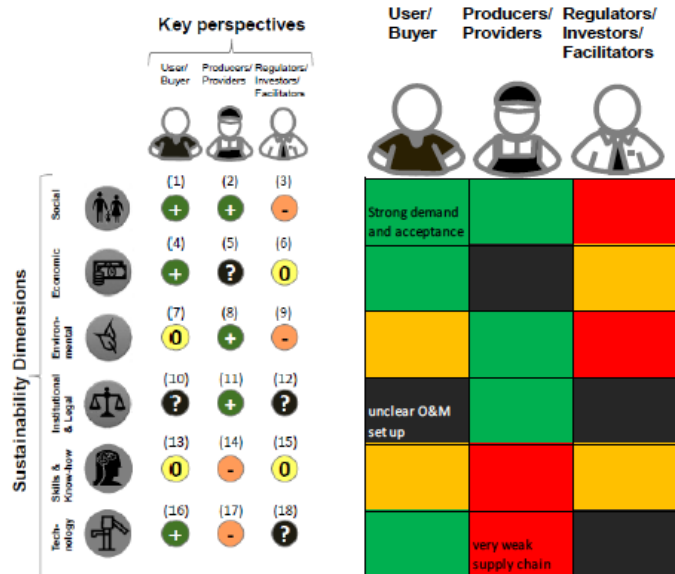 Key perspectives
User/
Buyer
Producers/
Providers
Regulators/
Investors/
Facilitators
Sustainability Dimensions
Social
(1) (2) (3)
+ + -
Economic
(4) (5) (6)
+ ? 0
Environ-
mental
(7) (8) (9)
0 + -
Institutional
& Legal
(10) (11) (12)
? + ?
Skills &
Know-how
(13) (14) (15)
0 - 0
Tech-
nology
(16) (17) (18)
+ - ?
User/
Buyer
Producers/
Providers
Regulators/
Investors/
Facilitators
Strong demand
and acceptance
unclear O&M
set up
very weak
supply chain